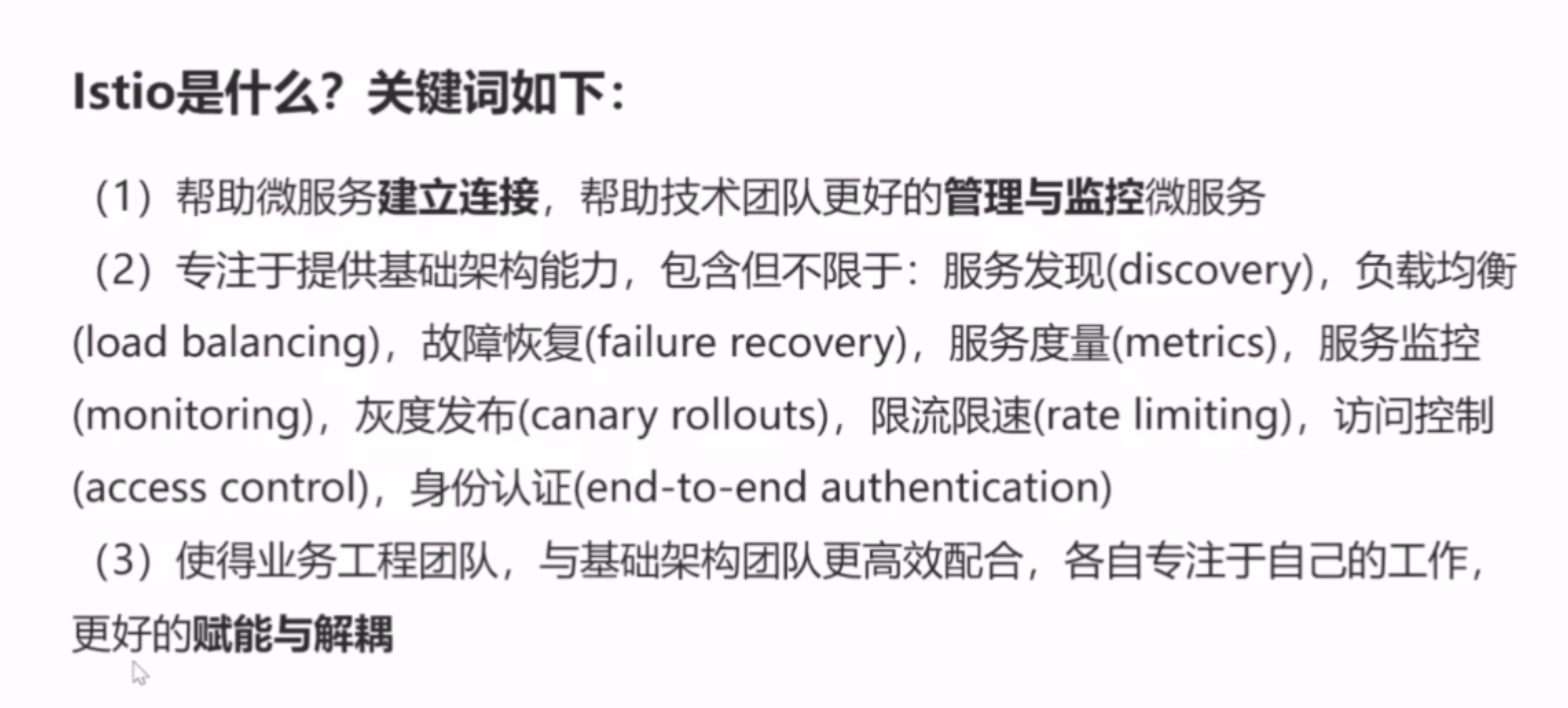 Istio是什么？关键词如下：
（1）帮助微服务建立连接，帮助技术团队更好的管理与监控微服务
（2）专注于提供基础架构能力，包含但不限于：服务发现(discovery)，负载均衡
(load balancing)，故障恢复(failure recovery)，服务度量(metrics)，服务监控
(monitoring)，灰度发布(canary rollouts)，限流限速(rate limiting)，访问控制
(access control)，身份认证(end-to-end authentication)
（3）使得业务工程团队，与基础架构团队更高效配合，各自专注于自己的工作，
更好的赋能与解耦